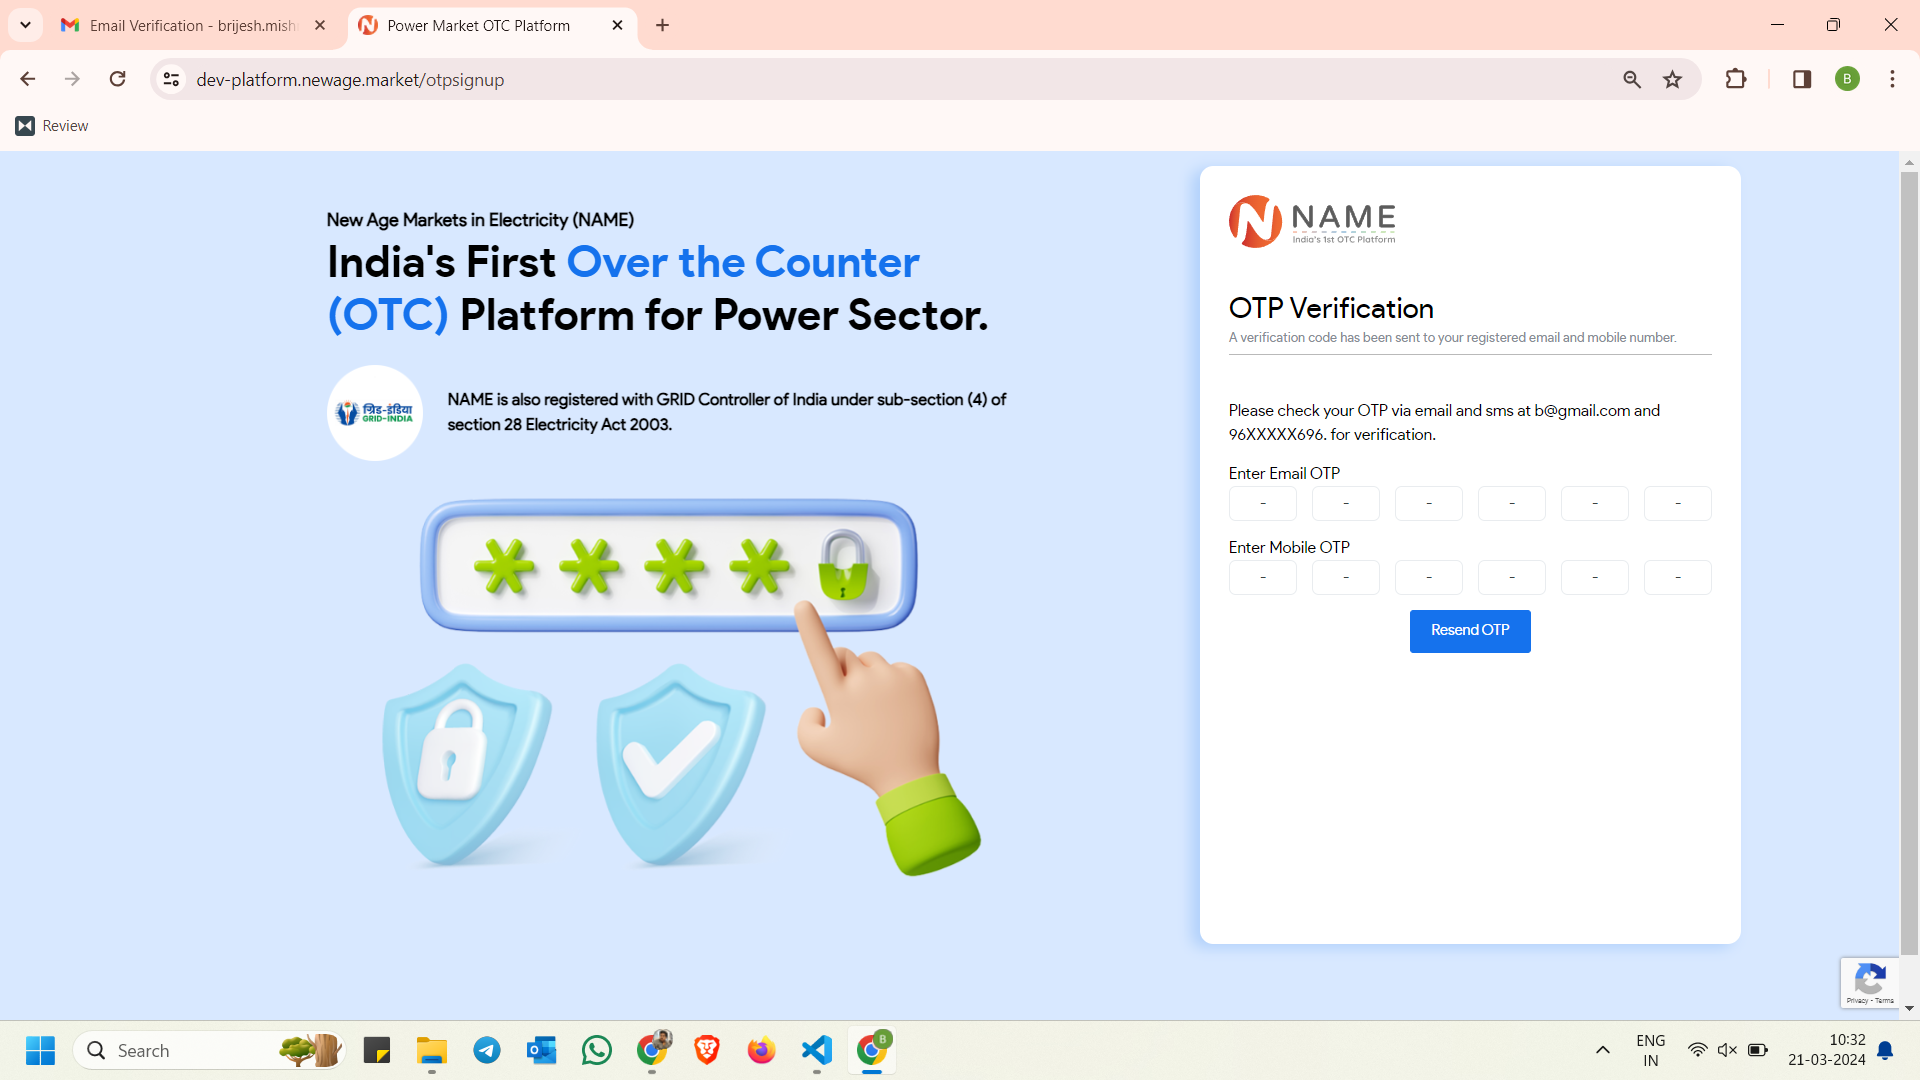 Email Verification - brijesh.mish
Power Market OTC Platform
dev-platform.newage.market/otpsignup
B
Review
New Age Markets in Electricity (NAME)
India's First Over the Counter
(OTC) Platform for Power Sector.
ग्रिड-इंडिया
GRID-INDIA
NAME is also registered with GRID Controller of India under sub-section (4) of
section 28 Electricity Act 2003.
NAME
India's 1st OTC Platform
OTP Verification
A verification code has been sent to your registered email and mobile number.
Please check your OTP via email and sms at b@gmail.com and
96XXXXX696. for verification.
Enter Email OTP
- - - - - -
Enter Mobile OTP
- - - - - -
Resend OTP
Privacy - Terms
Search
B
ENG
IN
10:32
21-03-2024